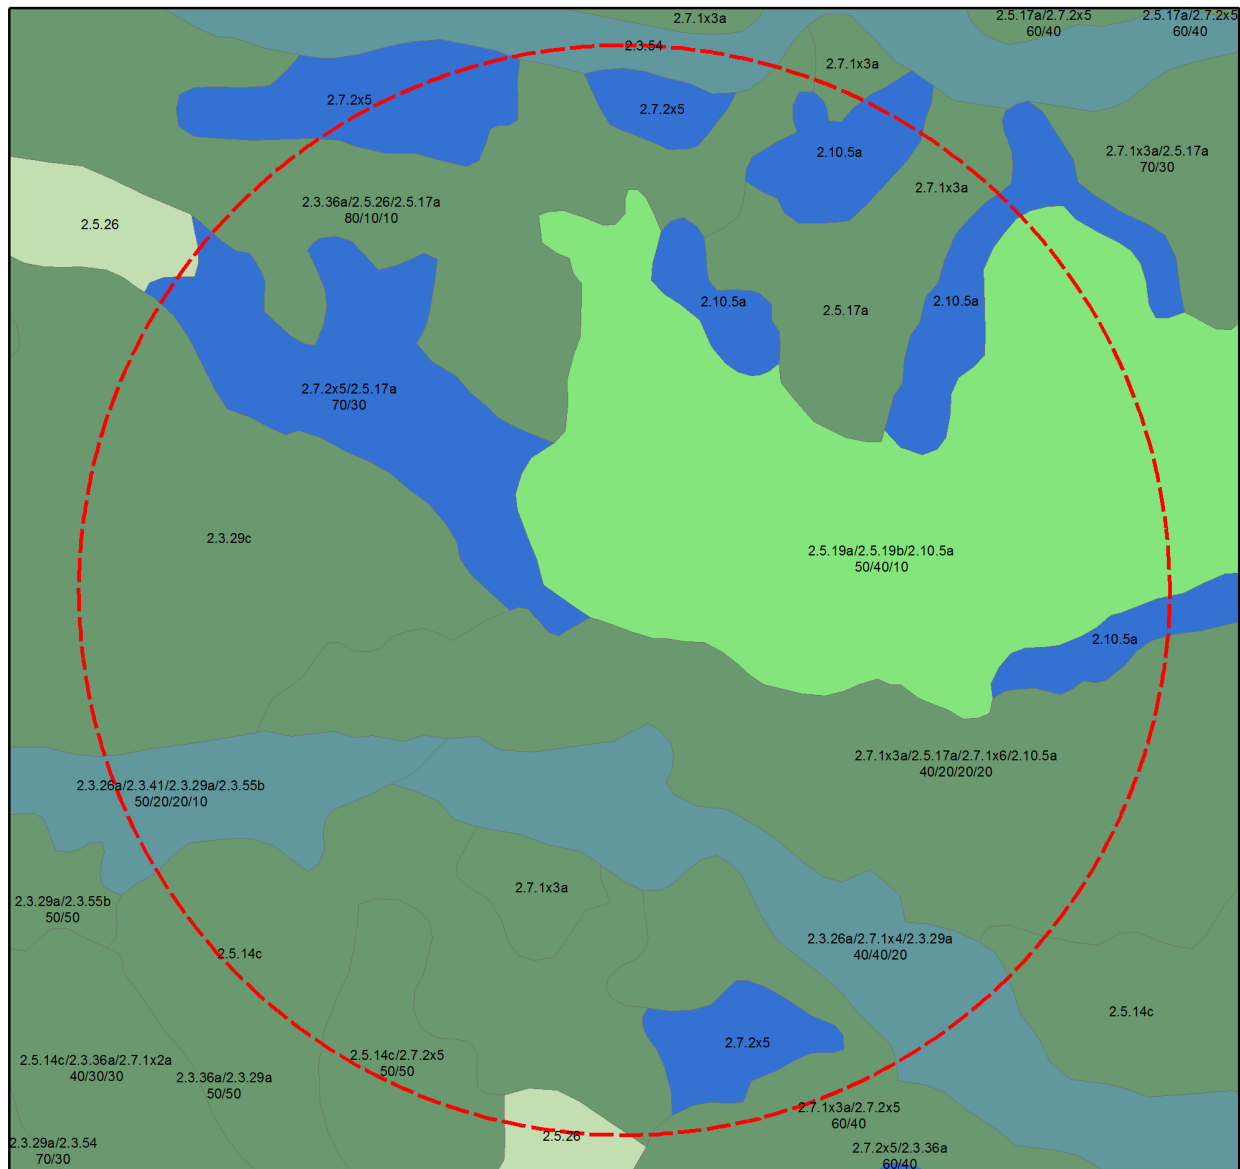 2.7.1x3a
2.5.17a/2.7.2x5
60/40
2.5.17a/2.7.2x5
60/40
2.3.54
2.7.1x3a
2.7.2x5
2.7.2x5
2.10.5a
2.7.1x3a/2.5.17a
70/30
2.7.1x3a
2.3.36a/2.5.26/2.5.17a
80/10/10
2.5.26
2.10.5a
2.10.5a
2.5.17a
2.7.2x5/2.5.17a
70/30
2.3.29c
2.5.19a/2.5.19b/2.10.5a
50/40/10
2.10.5a
2.7.1x3a/2.5.17a/2.7.1x6/2.10.5a
40/20/20/20
2.3.26a/2.3.41/2.3.29a/2.3.55b
50/20/20/10
2.7.1x3a
2.3.29a/2.3.55b
50/50
2.3.26a/2.7.1x4/2.3.29a
40/40/20
2.5.14c
2.5.14c
2.7.2x5
2.5.14c/2.3.36a/2.7.1x2a
40/30/30
2.5.14c/2.7.2x5
50/50
2.3.36a/2.3.29a
50/50
2.7.1x3a/2.7.2x5
60/40
2.5.26
2.3.29a/2.3.54
70/30
2.7.2x5/2.3.36a
60/40